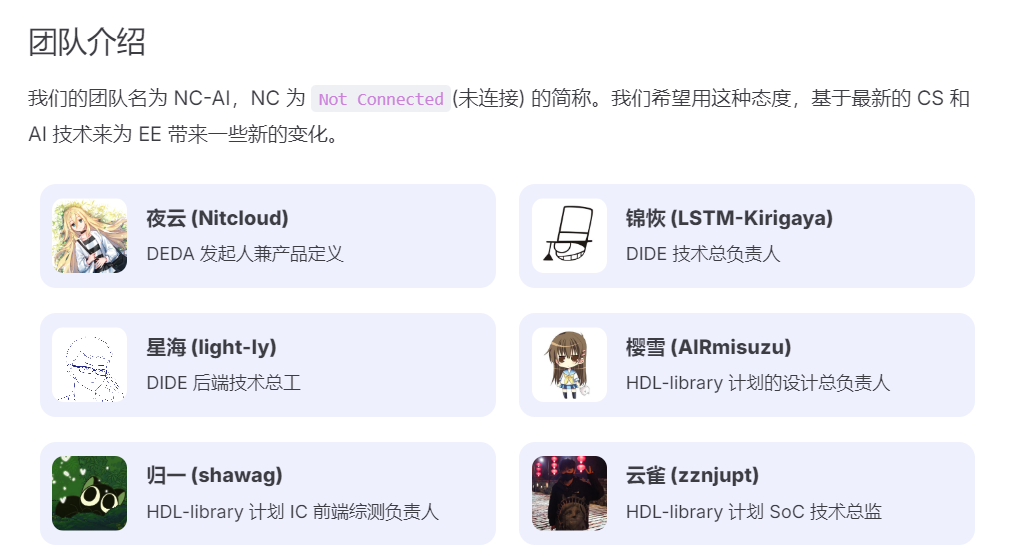 团队介绍
我们的团队名为 NC-AI，NC 为 Not Connected(未连接) 的简称。我们希望用这种态度，基于最新的 CS 和
AI 技术来为 EE 带来一些新的变化。
夜云 (Nitcloud)
DEDA 发起人兼产品定义
锦恢 (LSTM-Kirigaya)
DIDE 技术总负责人
星海 (light-ly)
DIDE 后端技术总工
樱雪 (AIRmisuzu)
HDL-library 计划的设计总负责人
归一 (shawag)
HDL-library 计划 IC 前端综测负责人
云雀 (zznjupt)
HDL-library 计划 SoC 技术总监